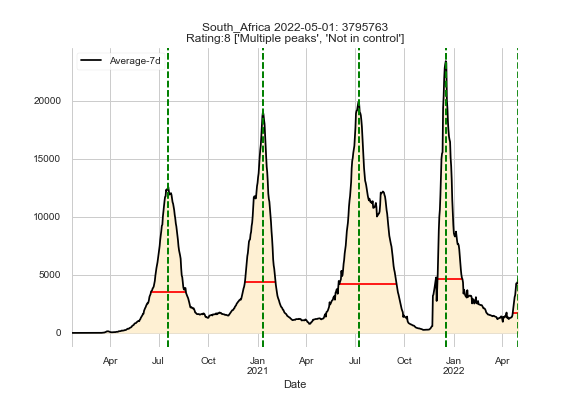 South_Africa 2022-05-01: 3795763
Rating:8 ['Multiple peaks', 'Not in control']
Average-7d
20000
15000
10000
5000
0
Apr Jul Oct Jan Apr Jul Oct Jan Apr
2021 2022
Date